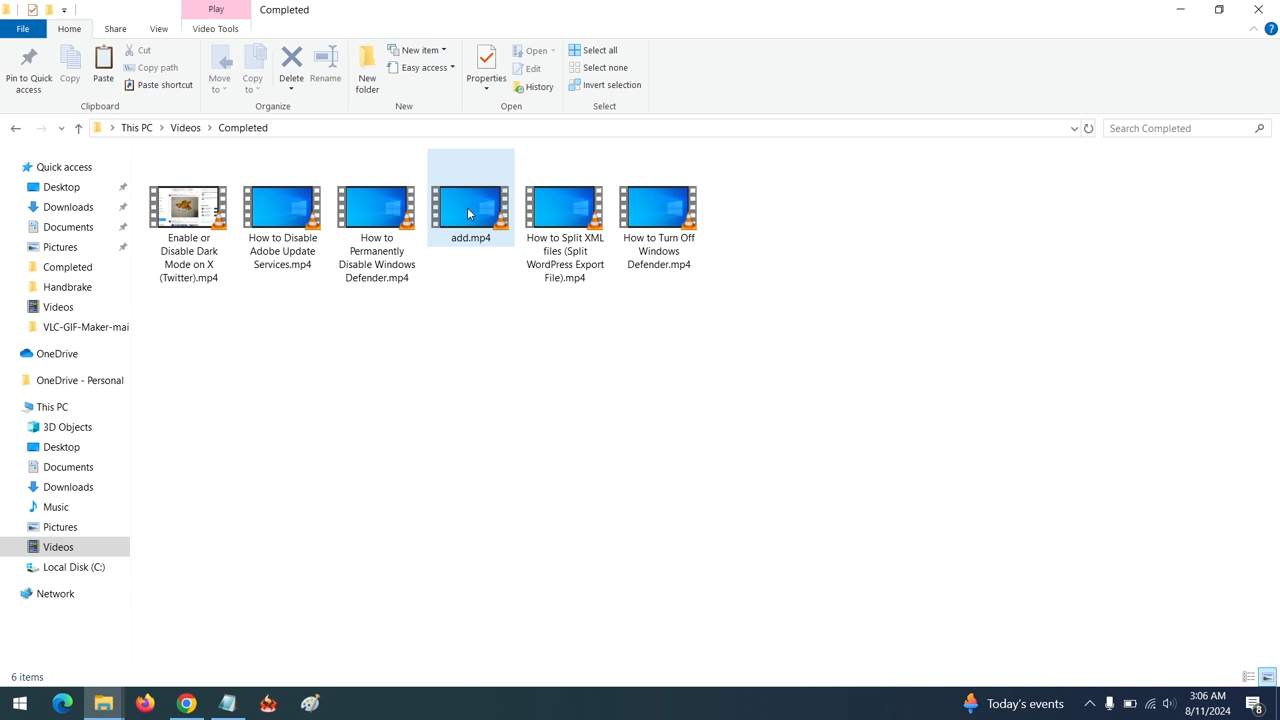 Play
Completed
File
Home
Share
View
Video Tools
Pin to Quick
access
Copy
Paste
Cut
Copy path
Paste shortcut
Clipboard
Move
to
Copy
to
Delete
Rename
Organize
New
folder
New item
Easy access
New
Properties
Open
Edit
History
Open
Select all
Select none
Invert selection
Select
This PC
Videos
Completed
Search Completed
Quick access
Desktop
Downloads
Documents
Pictures
Completed
Handbrake
Videos
VLC-GIF-Maker-mai
OneDrive
OneDrive - Personal
This PC
3D Objects
Desktop
Documents
Downloads
Music
Pictures
Videos
Local Disk (C:)
Network
Enable or
Disable Dark
Mode on X
(Twitter).mp4
How to Disable
Adobe Update
Services.mp4
How to
Permanently
Disable Windows
Defender.mp4
add.mp4
How to Split XML
files (Split
WordPress Export
File).mp4
How to Turn Off
Windows
Defender.mp4
6 items
Today's events
3:06 AM
8/11/2024
8